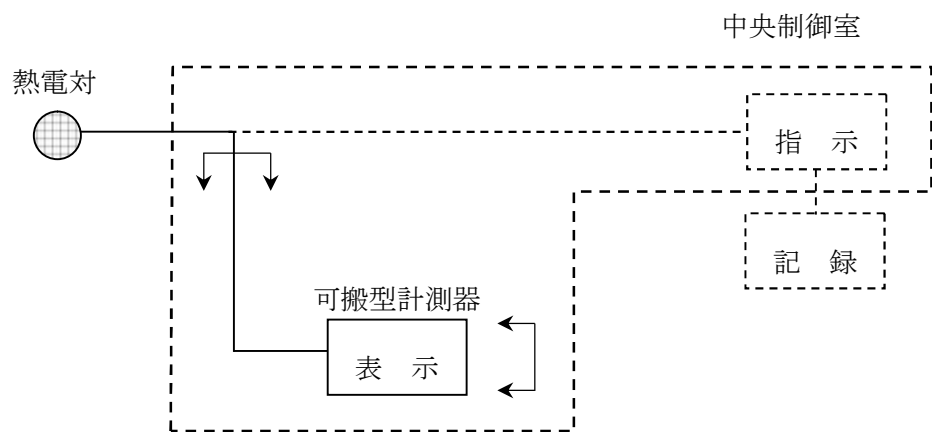 中央制御室
熱電対
指　示
記　録
可搬型計測器
表　示